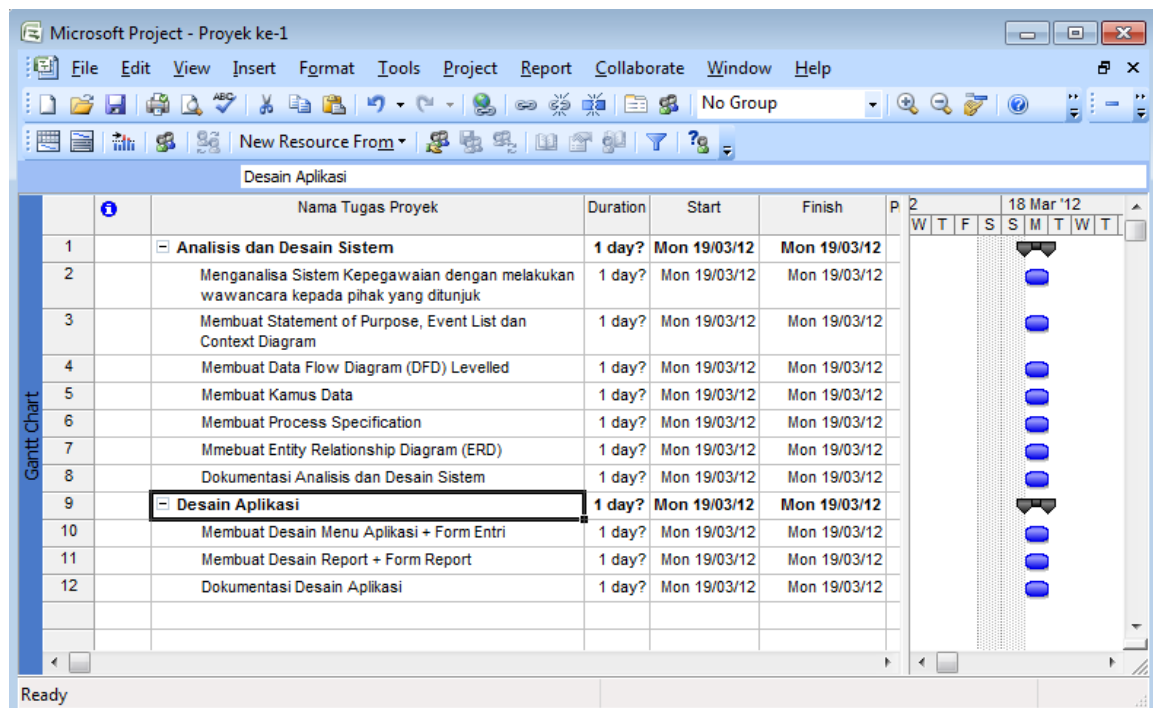 Microsoft Project - Proyek ke-1
File Edit View Insert Format Tools Project Report Collaborate Window Help
No Group
New Resource From
Desain Aplikasi
Nama Tugas Proyek Duration Start Finish P 2 18 Mar '12
W T F S S M T W T
1 Analisis dan Desain Sistem 1 day? Mon 19/03/12 Mon 19/03/12
2 Menganalisa Sistem Kepegawaian dengan melakukan 1 day? Mon 19/03/12 Mon 19/03/12
wawancara kepada pihak yang ditunjuk
3 Membuat Statement of Purpose, Event List dan 1 day? Mon 19/03/12 Mon 19/03/12
Context Diagram
4 Membuat Data Flow Diagram (DFD) Levelled 1 day? Mon 19/03/12 Mon 19/03/12
5 Membuat Kamus Data 1 day? Mon 19/03/12 Mon 19/03/12
6 Membuat Process Specification 1 day? Mon 19/03/12 Mon 19/03/12
7 Mmebuat Entity Relationship Diagram (ERD) 1 day? Mon 19/03/12 Mon 19/03/12
8 Dokumentasi Analisis dan Desain Sistem 1 day? Mon 19/03/12 Mon 19/03/12
9 Desain Aplikasi 1 day? Mon 19/03/12 Mon 19/03/12
10 Membuat Desain Menu Aplikasi + Form Entri 1 day? Mon 19/03/12 Mon 19/03/12
11 Membuat Desain Report + Form Report 1 day? Mon 19/03/12 Mon 19/03/12
12 Dokumentasi Desain Aplikasi 1 day? Mon 19/03/12 Mon 19/03/12
Gantt Chart
Ready